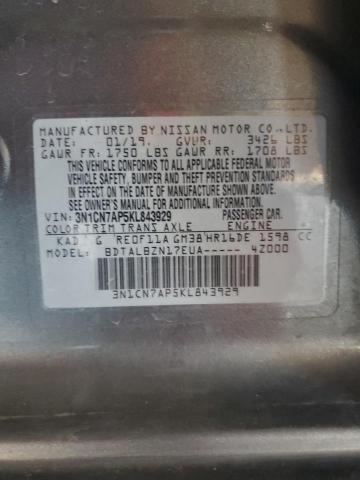 MANUFACTURED BY NISSAN MOTOR CO., LTD.
DATE: 01/19. GVWR: 3426 LBS
GAWR FR: 1750 LBS GAWR RR: 1708 LBS
THIS VEHICLE CONFORMS TO ALL APPLICABLE FEDERAL MOTOR
VEHICLE SAFETY, BUMPER AND THEFT PREVENTION STANDARDS
IN EFFECT ON THE DATE OF MANUFACTURE SHOWN ABOVE. SEE
OWNER'S MANUAL FOR ADDITIONAL INFORMATION.
VIN: 3N1CN7AP5KL843929 PASSENGER CAR.
COLOR TRIM TRANS AXLE ENGINE
KAD G RE0F11A GM38 HR16DE 1598 CC
MODEL: BDTALBZN17EUA----- 4Z000
3N1CN7AP5KL843929